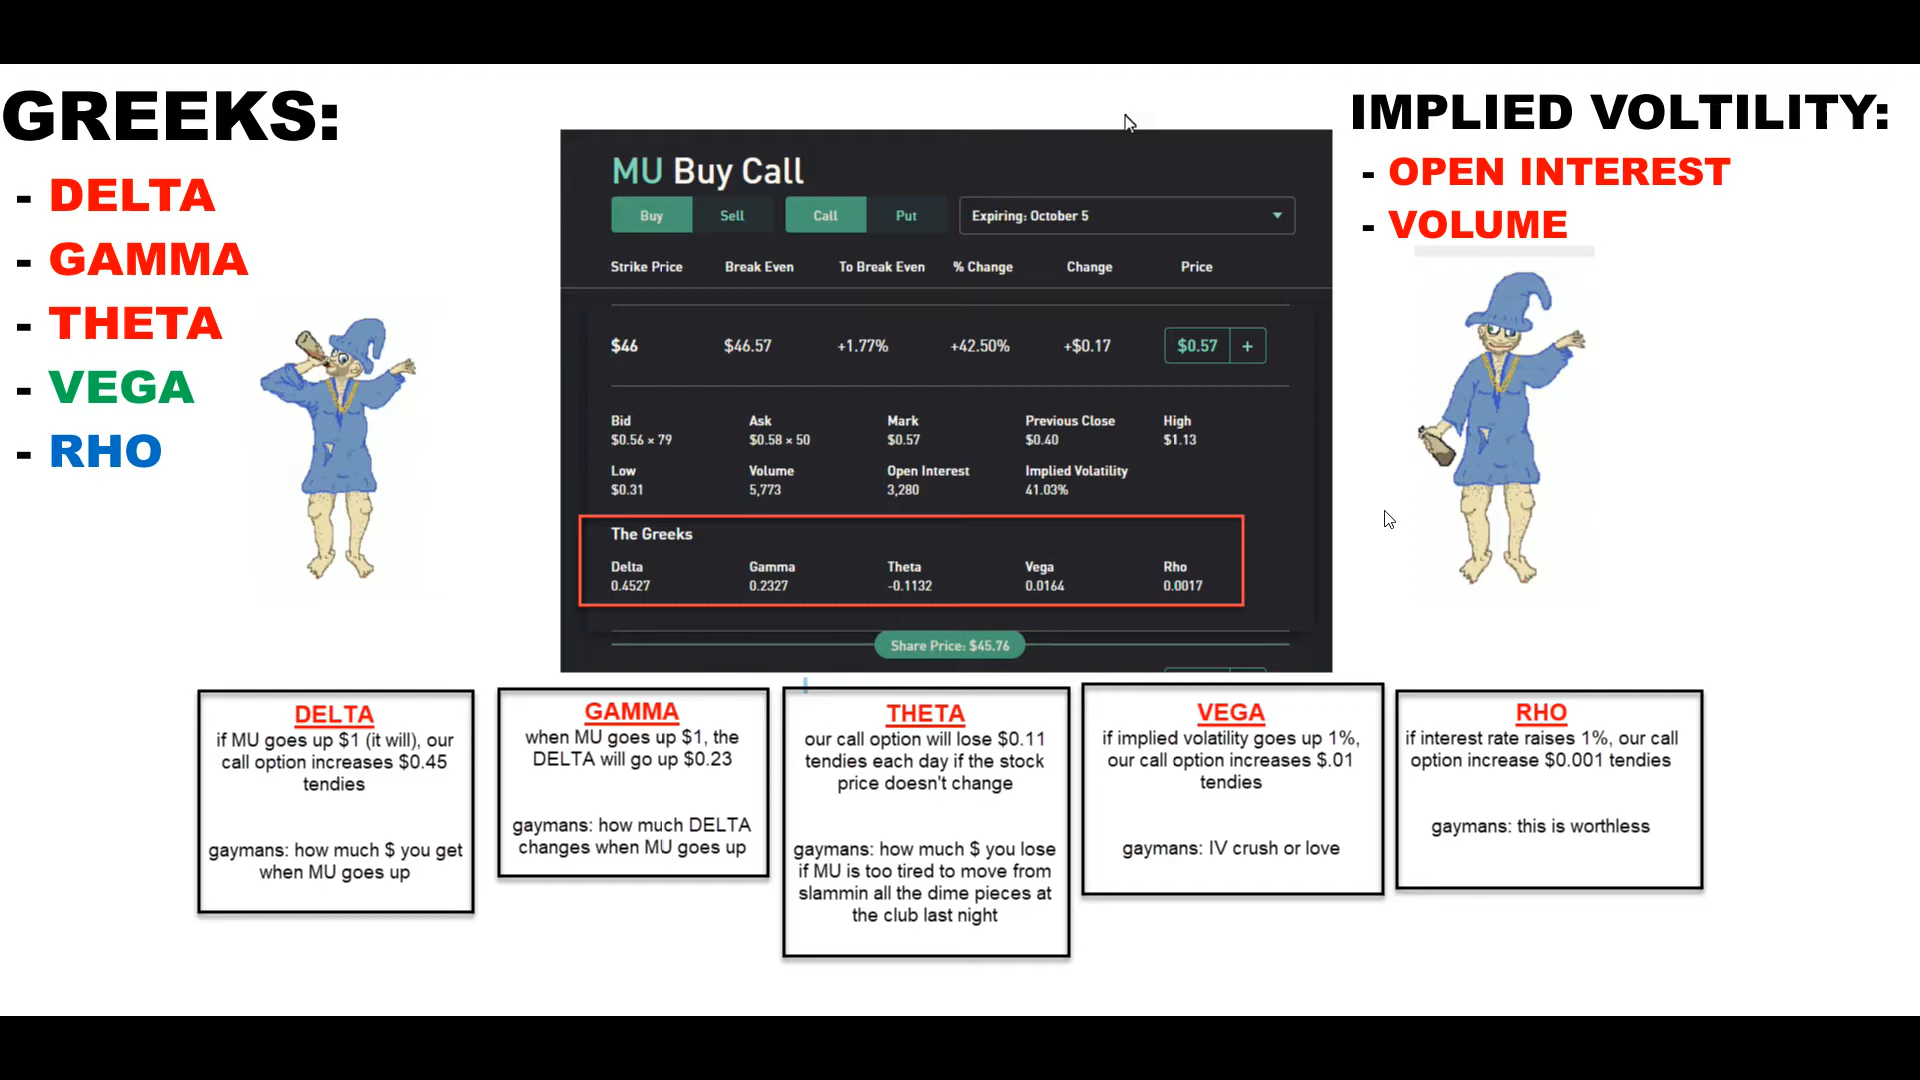 GREEKS:
- DELTA
- GAMMA
- THETA
- VEGA
- RHO
MU Buy Call
Buy Sell Call Put Expiring: October 5
Strike Price Break Even To Break Even % Change Change Price
$46 $46.57 +1.77% +42.50% +$0.17 $0.57 +
Bid Ask Mark Previous Close High
$0.56 × 79 $0.58 × 50 $0.57 $0.40 $1.13
Low Volume Open Interest Implied Volatility
$0.31 5,773 3,280 41.03%
The Greeks
Delta Gamma Theta Vega Rho
0.4527 0.2327 -0.1132 0.0164 0.0017
Share Price: $45.76
IMPLIED VOLTILITY:
- OPEN INTEREST
- VOLUME
DELTA
if MU goes up $1 (it will), our
call option increases $0.45
tendies
gaymans: how much $ you get
when MU goes up
GAMMA
when MU goes up $1, the
DELTA will go up $0.23
gaymans: how much DELTA
changes when MU goes up
THETA
our call option will lose $0.11
tendies each day if the stock
price doesn't change
gaymans: how much $ you lose
if MU is too tired to move from
slammin all the dime pieces at
the club last night
VEGA
if implied volatility goes up 1%,
our call option increases $.01
tendies
gaymans: IV crush or love
RHO
if interest rate raises 1%, our call
option increase $0.001 tendies
gaymans: this is worthless